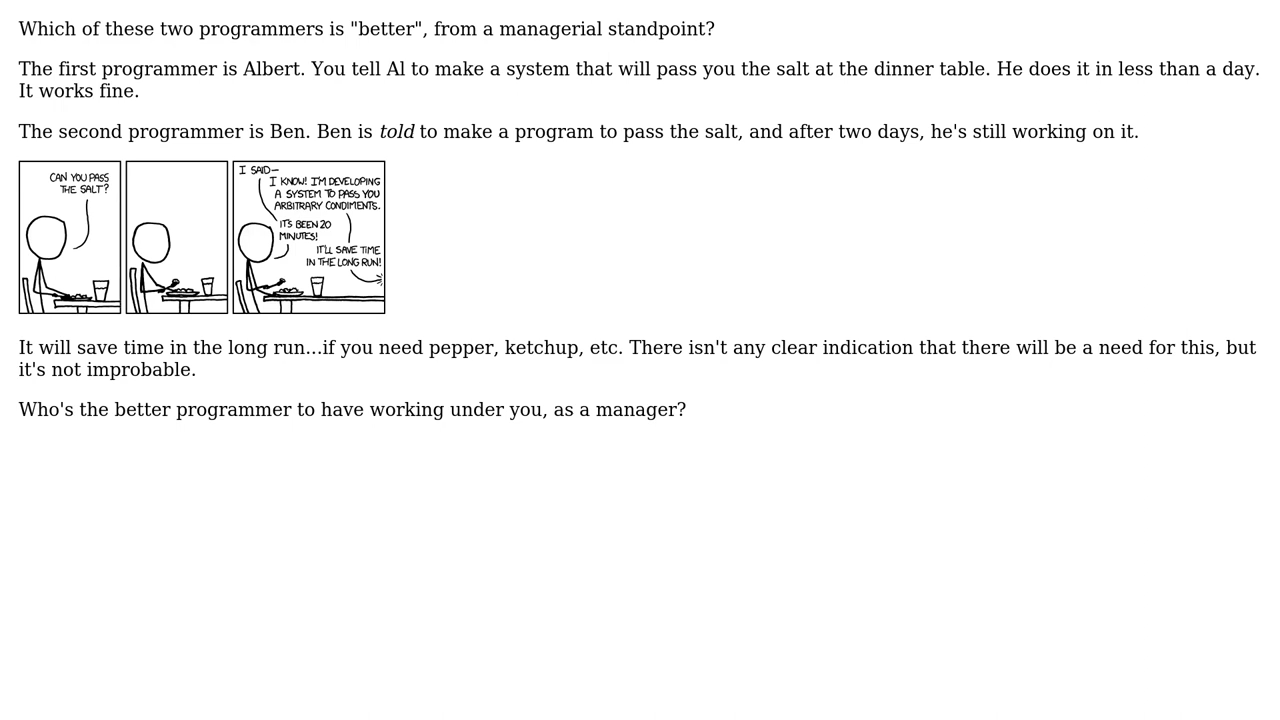 Which of these two programmers is "better", from a managerial standpoint?
The first programmer is Albert. You tell Al to make a system that will pass you the salt at the dinner table. He does it in less than a day.
It works fine.
The second programmer is Ben. Ben is told to make a program to pass the salt, and after two days, he's still working on it.
CAN YOU PASS
THE SALT?
I SAID—
I KNOW! I'M DEVELOPING
A SYSTEM TO PASS YOU
ARBITRARY CONDIMENTS.
IT'S BEEN 20
MINUTES!
IT'LL SAVE TIME
IN THE LONG RUN!
It will save time in the long run...if you need pepper, ketchup, etc. There isn't any clear indication that there will be a need for this, but
it's not improbable.
Who's the better programmer to have working under you, as a manager?